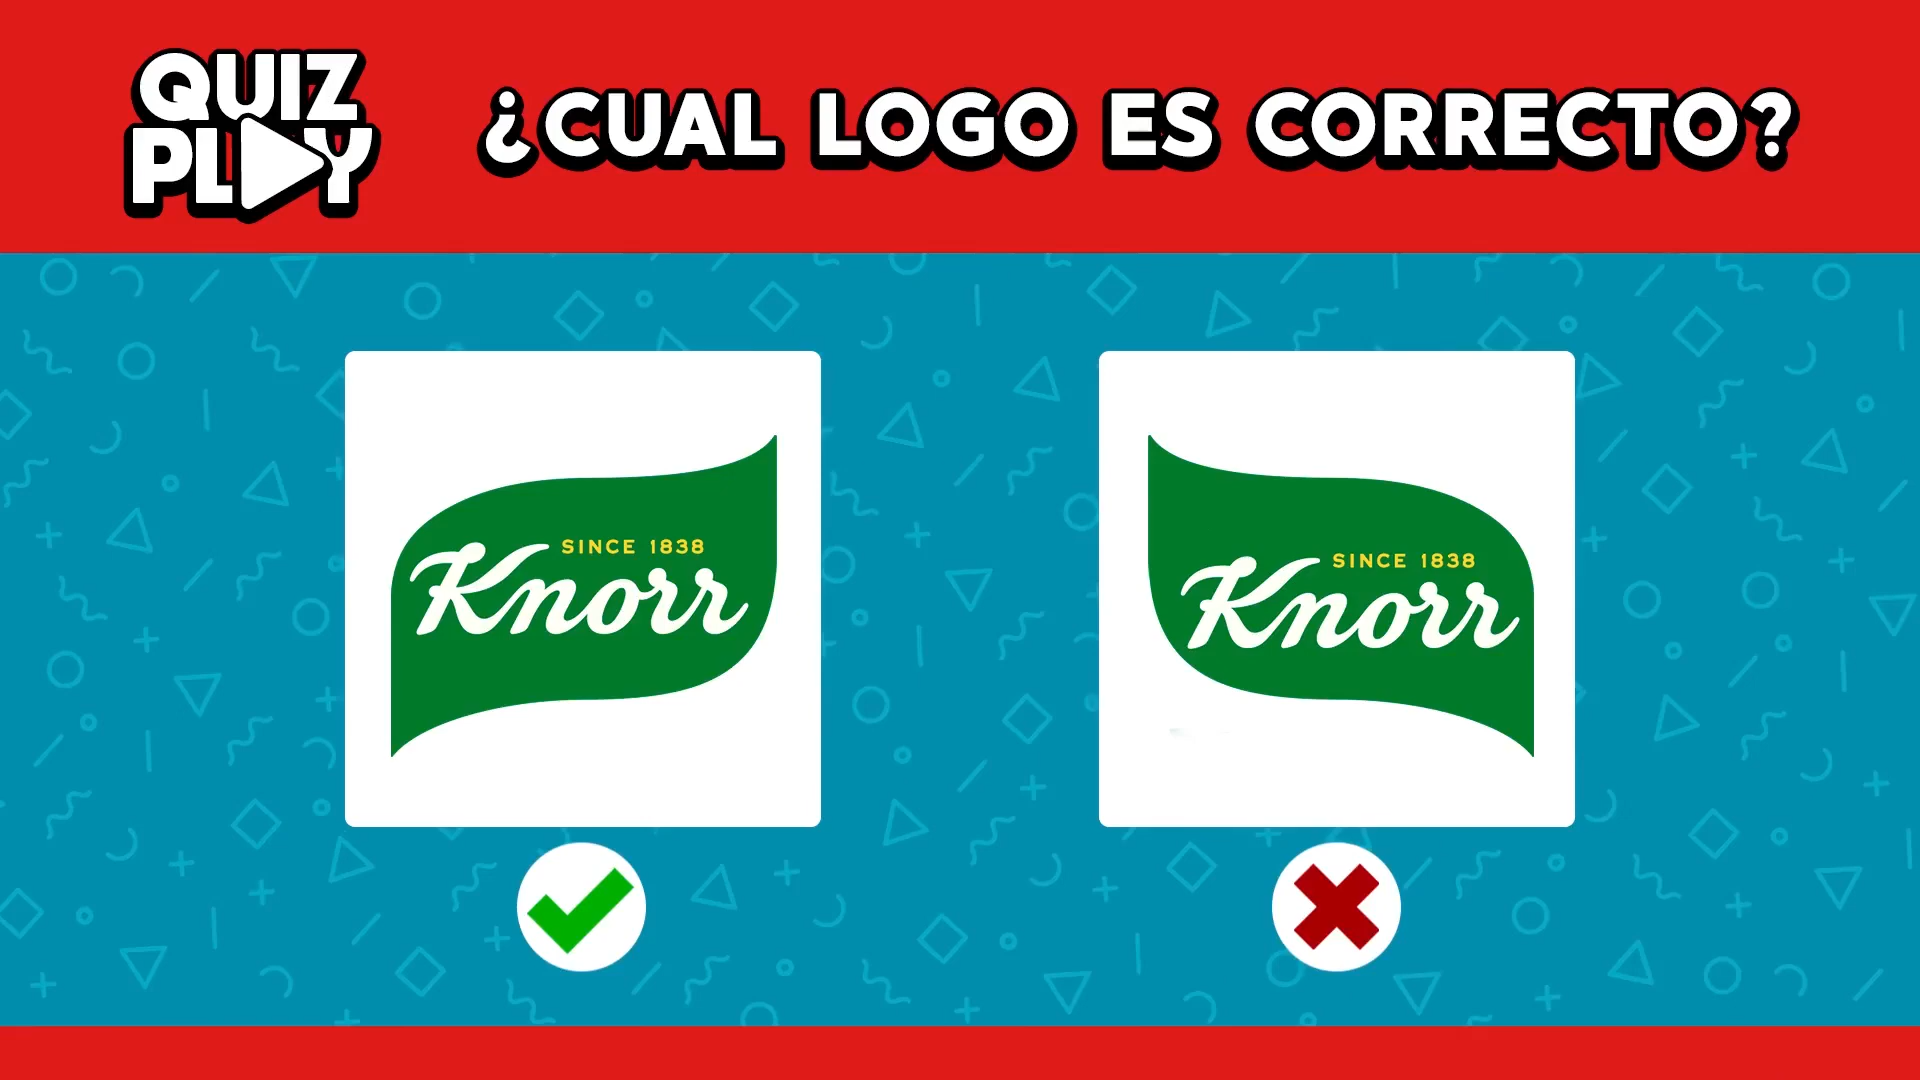 QUIZ
PLAY
¿CUAL LOGO ES CORRECTO?
SINCE 1838
Knorr
SINCE 1838
Knorr